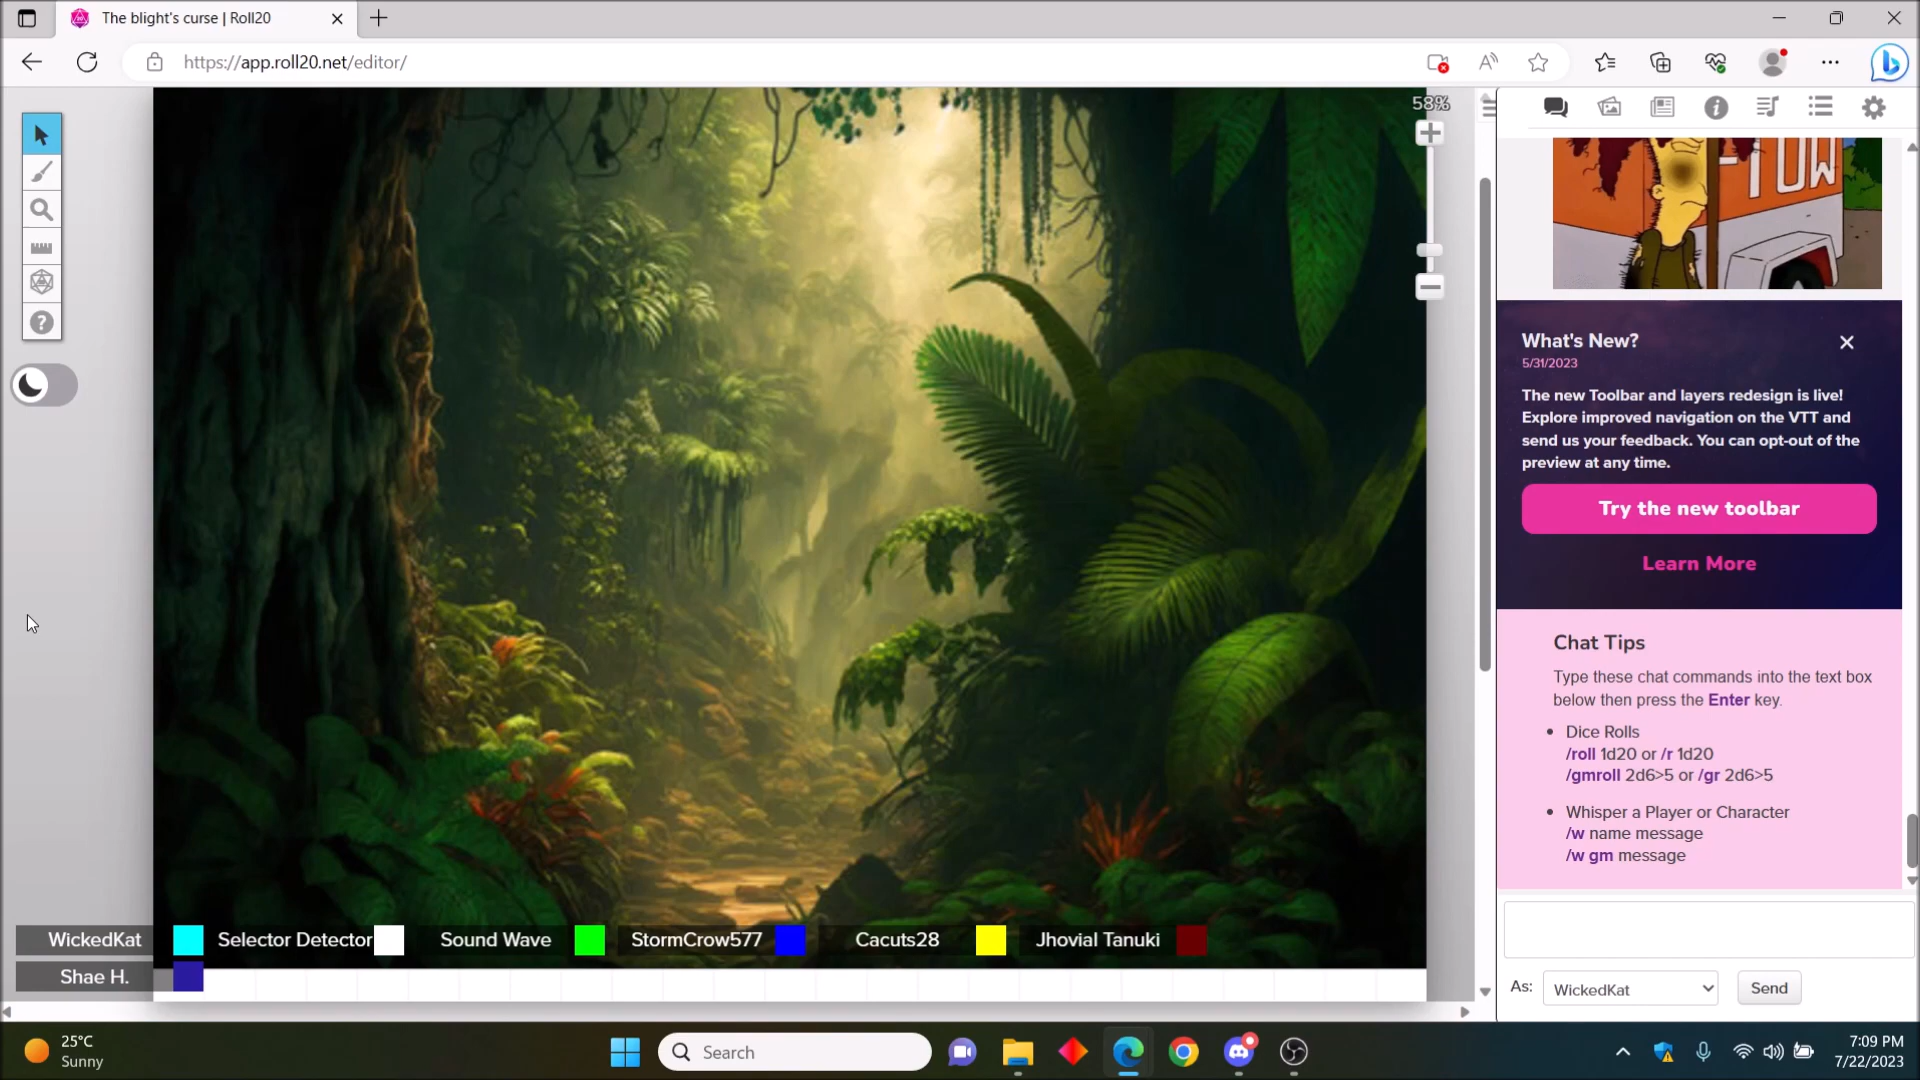 The blight's curse | Roll20
https://app.roll20.net/editor/
58%
TOW
What's New?
5/31/2023
The new Toolbar and layers redesign is live!
Explore improved navigation on the VTT and
send us your feedback. You can opt-out of the
preview at any time.
Try the new toolbar
Learn More
Chat Tips
Type these chat commands into the text box
below then press the Enter key.
Dice Rolls
/roll 1d20 or /r 1d20
/gmroll 2d6>5 or /gr 2d6>5
Whisper a Player or Character
/w name message
/w gm message
WickedKat
Selector Detector
Sound Wave
StormCrow577
Cacuts28
Jhovial Tanuki
Shae H.
As:
WickedKat
Send
25°C
Sunny
Search
7:09 PM
7/22/2023